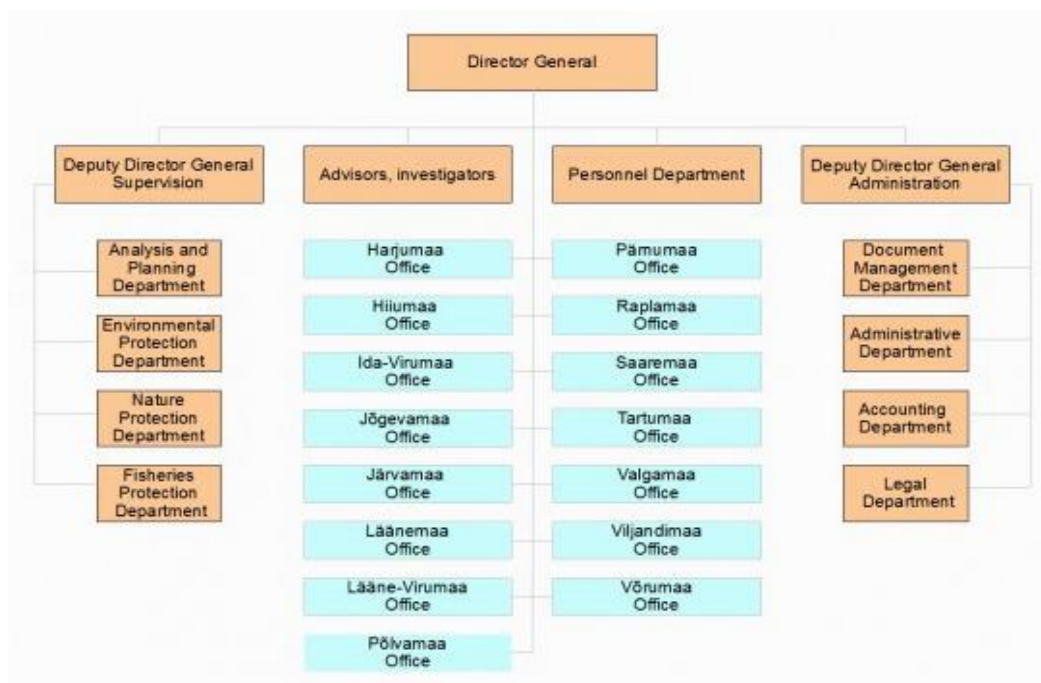 Director General
Deputy Director General
Supervision
Advisors, investigators
Personnel Department
Deputy Director General
Administration
Analysis and
Planning
Department
Environmental
Protection
Department
Nature
Protection
Department
Fisheries
Protection
Department
Harjumaa
Office
Hiiumaa
Office
Ida-Virumaa
Office
Jõgevamaa
Office
Järvamaa
Office
Läänemaa
Office
Lääne-Virumaa
Office
Põlvamaa
Office
Pärnumaa
Office
Raplamaa
Office
Saaremaa
Office
Tartumaa
Office
Valgamaa
Office
Viljandimaa
Office
Võrumaa
Office
Document
Management
Department
Administrative
Department
Accounting
Department
Legal
Department